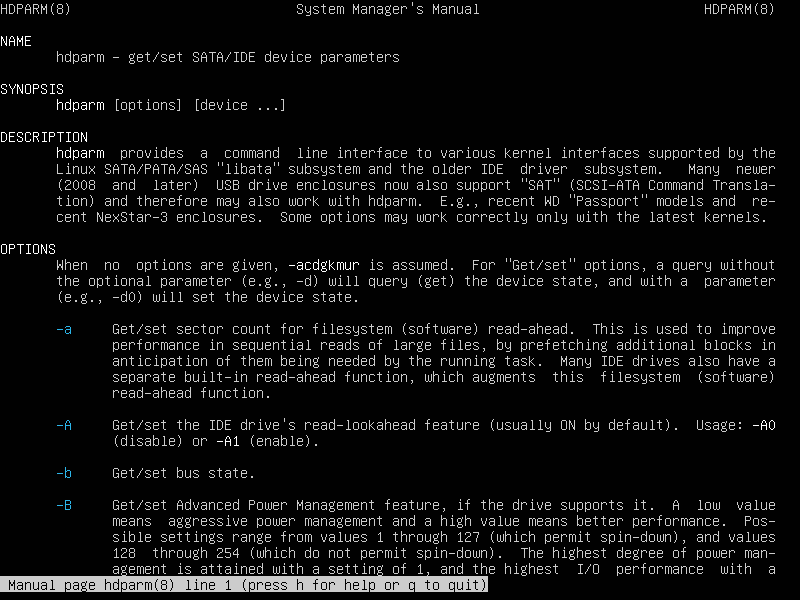 HDPARM(8) System Manager's Manual HDPARM(8)
NAME
hdparm – get/set SATA/IDE device parameters
SYNOPSIS
hdparm [options] [device ...]
DESCRIPTION
hdparm provides a command line interface to various kernel interfaces supported by the
Linux SATA/PATA/SAS "libata" subsystem and the older IDE driver subsystem. Many newer
(2008 and later) USB drive enclosures now also support "SAT" (SCSI-ATA Command Transla-
tion) and therefore may also work with hdparm. E.g., recent WD "Passport" models and re-
cent NexStar-3 enclosures. Some options may work correctly only with the latest kernels.
OPTIONS
When no options are given, -acdgkmur is assumed. For "Get/set" options, a query without
the optional parameter (e.g., -d) will query (get) the device state, and with a parameter
(e.g., -d0) will set the device state.
-a Get/set sector count for filesystem (software) read-ahead. This is used to improve
performance in sequential reads of large files, by prefetching additional blocks in
anticipation of them being needed by the running task. Many IDE drives also have a
separate built-in read-ahead function, which augments this filesystem (software)
read-ahead function.
-A Get/set the IDE drive's read-lookahead feature (usually ON by default). Usage: -A0
(disable) or -A1 (enable).
-b Get/set bus state.
-B Get/set Advanced Power Management feature, if the drive supports it. A low value
means aggressive power management and a high value means better performance. Pos-
sible settings range from values 1 through 127 (which permit spin-down), and values
128 through 254 (which do not permit spin-down). The highest degree of power man-
agement is attained with a setting of 1, and the highest I/O performance with a
Manual page hdparm(8) line 1 (press h for help or q to quit)